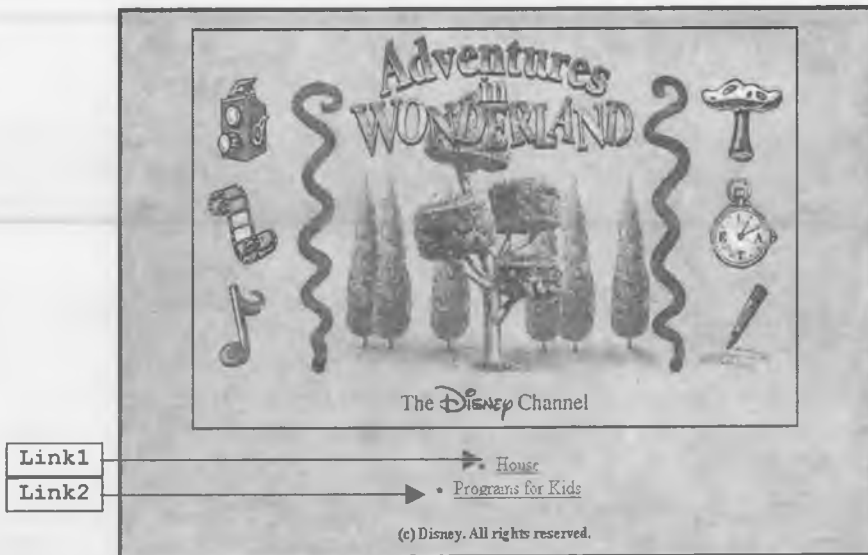 Adventures
in
WONDERLAND
The Disney Channel
Link1
• House
Link2
• Programs for Kids
(c) Disney. All rights reserved.